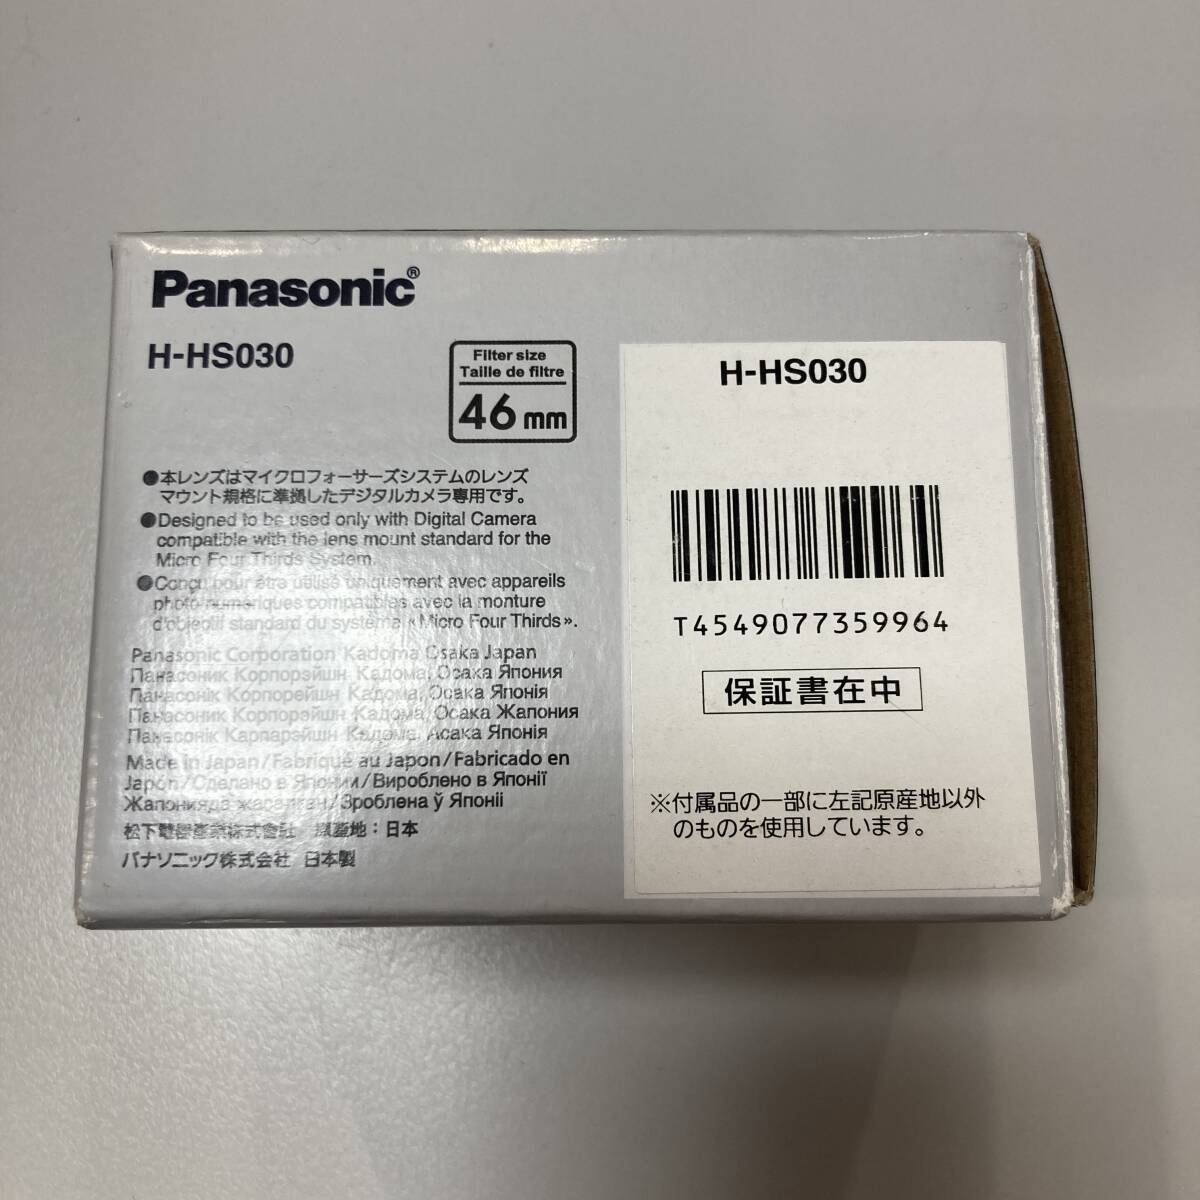 Panasonic®
H-HS030
Filter size
Taille de filtre
46 mm
●本レンズはマイクロフォーサーズシステムのレンズ
マウント規格に準拠したデジタルカメラ専用です。
●Designed to be used only with Digital Camera
compatible with the lens mount standard for the
Micro Four Thirds System.
●Conçu pour être utilisé uniquement avec appareils
photo numériques compatibles avec la monture
d'objectif standard du système «Micro Four Thirds».
Panasonic Corporation Kadoma Osaka Japan
Панасоник Корпорэйшн Кадома, Осака Япония
Панасонік Корпорейшн Кадома, Осака Японія
Панасоник Корпорэйшн Кадома, Осака Жапония
Панасонік Карпарэйшн Кадома, Асака Японія
Made in Japan/Fabriqué au Japon/Fabricado en
Japón/Сделано в Японии/Вироблено в Японії
Жапонияда жасалған/Зроблена ў Японіі
松下電器産業株式會社 原産地：日本
パナソニック株式会社 日本製
H-HS030
T4549077359964
保証書在中
※付属品の一部に左記原産地以外
のものを使用しています。